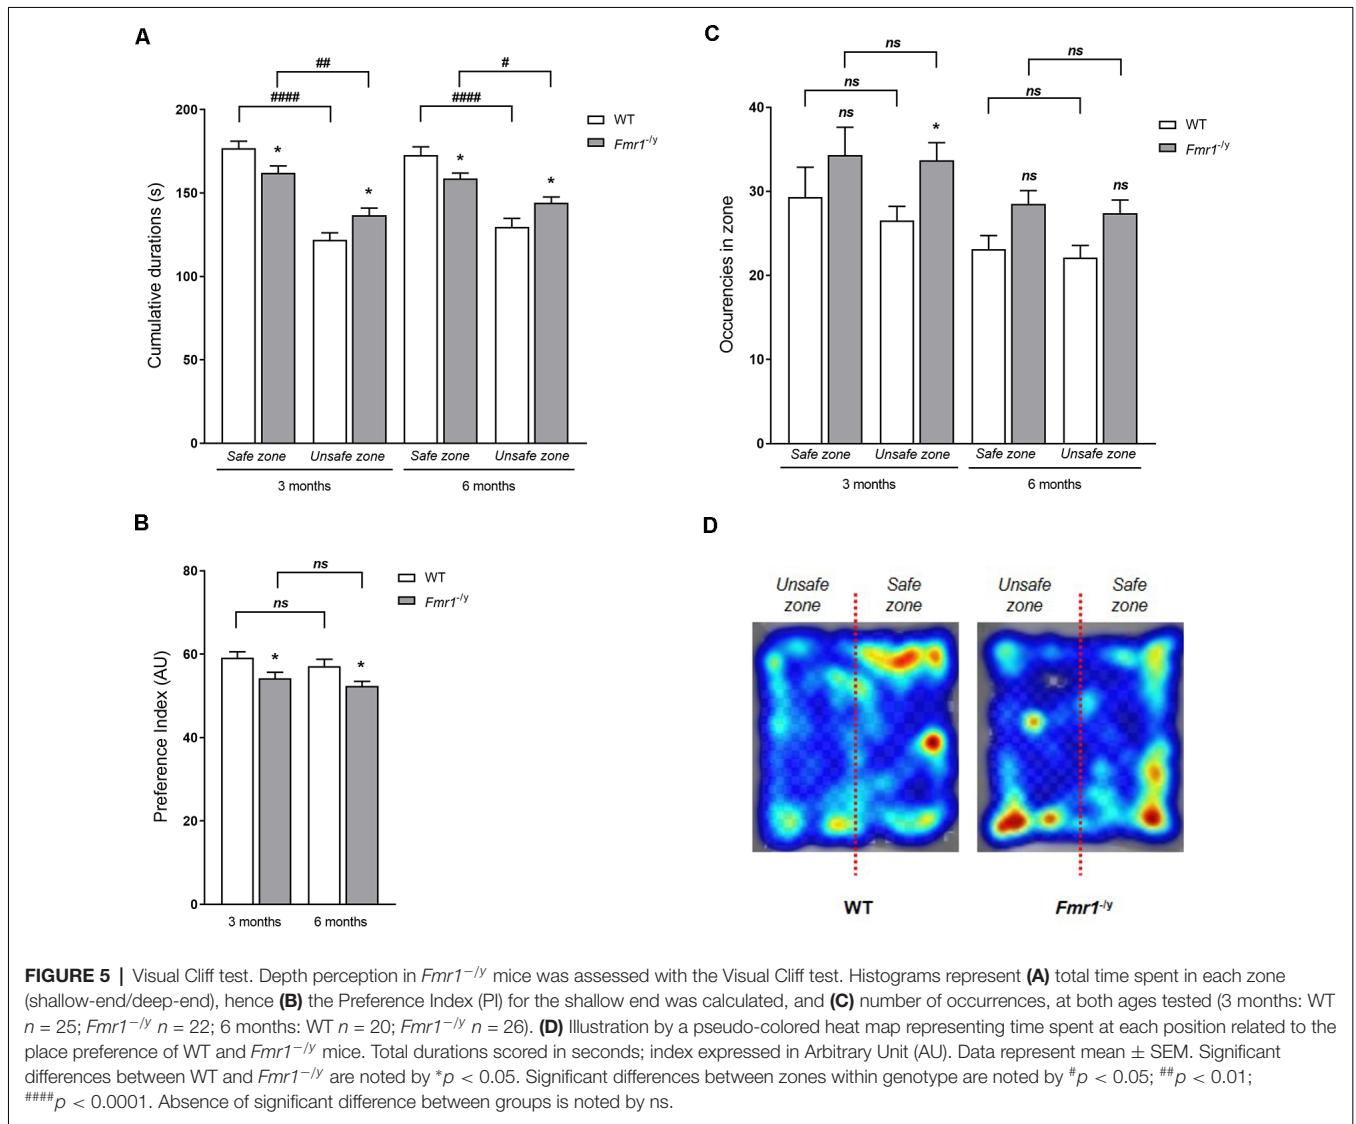 A
## #
#### ####
200
150
100
50
0
Cumulative durations (s)
* * * *
WT
Fmr1-/y
Safe zone Unsafe zone Safe zone Unsafe zone
3 months 6 months
C
ns ns
ns ns
ns * ns ns
40
30
20
10
0
Occurencies in zone
WT
Fmr1-/y
Safe zone Unsafe zone Safe zone Unsafe zone
3 months 6 months
B
ns
ns
* *
80
60
40
20
0
Preference Index (AU)
WT
Fmr1-/y
3 months 6 months
D
Unsafe Safe Unsafe Safe
zone zone zone zone
WT Fmr1-/y
FIGURE 5 | Visual Cliff test. Depth perception in Fmr1−/y mice was assessed with the Visual Cliff test. Histograms represent (A) total time spent in each zone
(shallow-end/deep-end), hence (B) the Preference Index (PI) for the shallow end was calculated, and (C) number of occurrences, at both ages tested (3 months: WT
n = 25; Fmr1−/y n = 22; 6 months: WT n = 20; Fmr1−/y n = 26). (D) Illustration by a pseudo-colored heat map representing time spent at each position related to the
place preference of WT and Fmr1−/y mice. Total durations scored in seconds; index expressed in Arbitrary Unit (AU). Data represent mean ± SEM. Significant
differences between WT and Fmr1−/y are noted by *p < 0.05. Significant differences between zones within genotype are noted by #p < 0.05; ##p < 0.01;
####p < 0.0001. Absence of significant difference between groups is noted by ns.